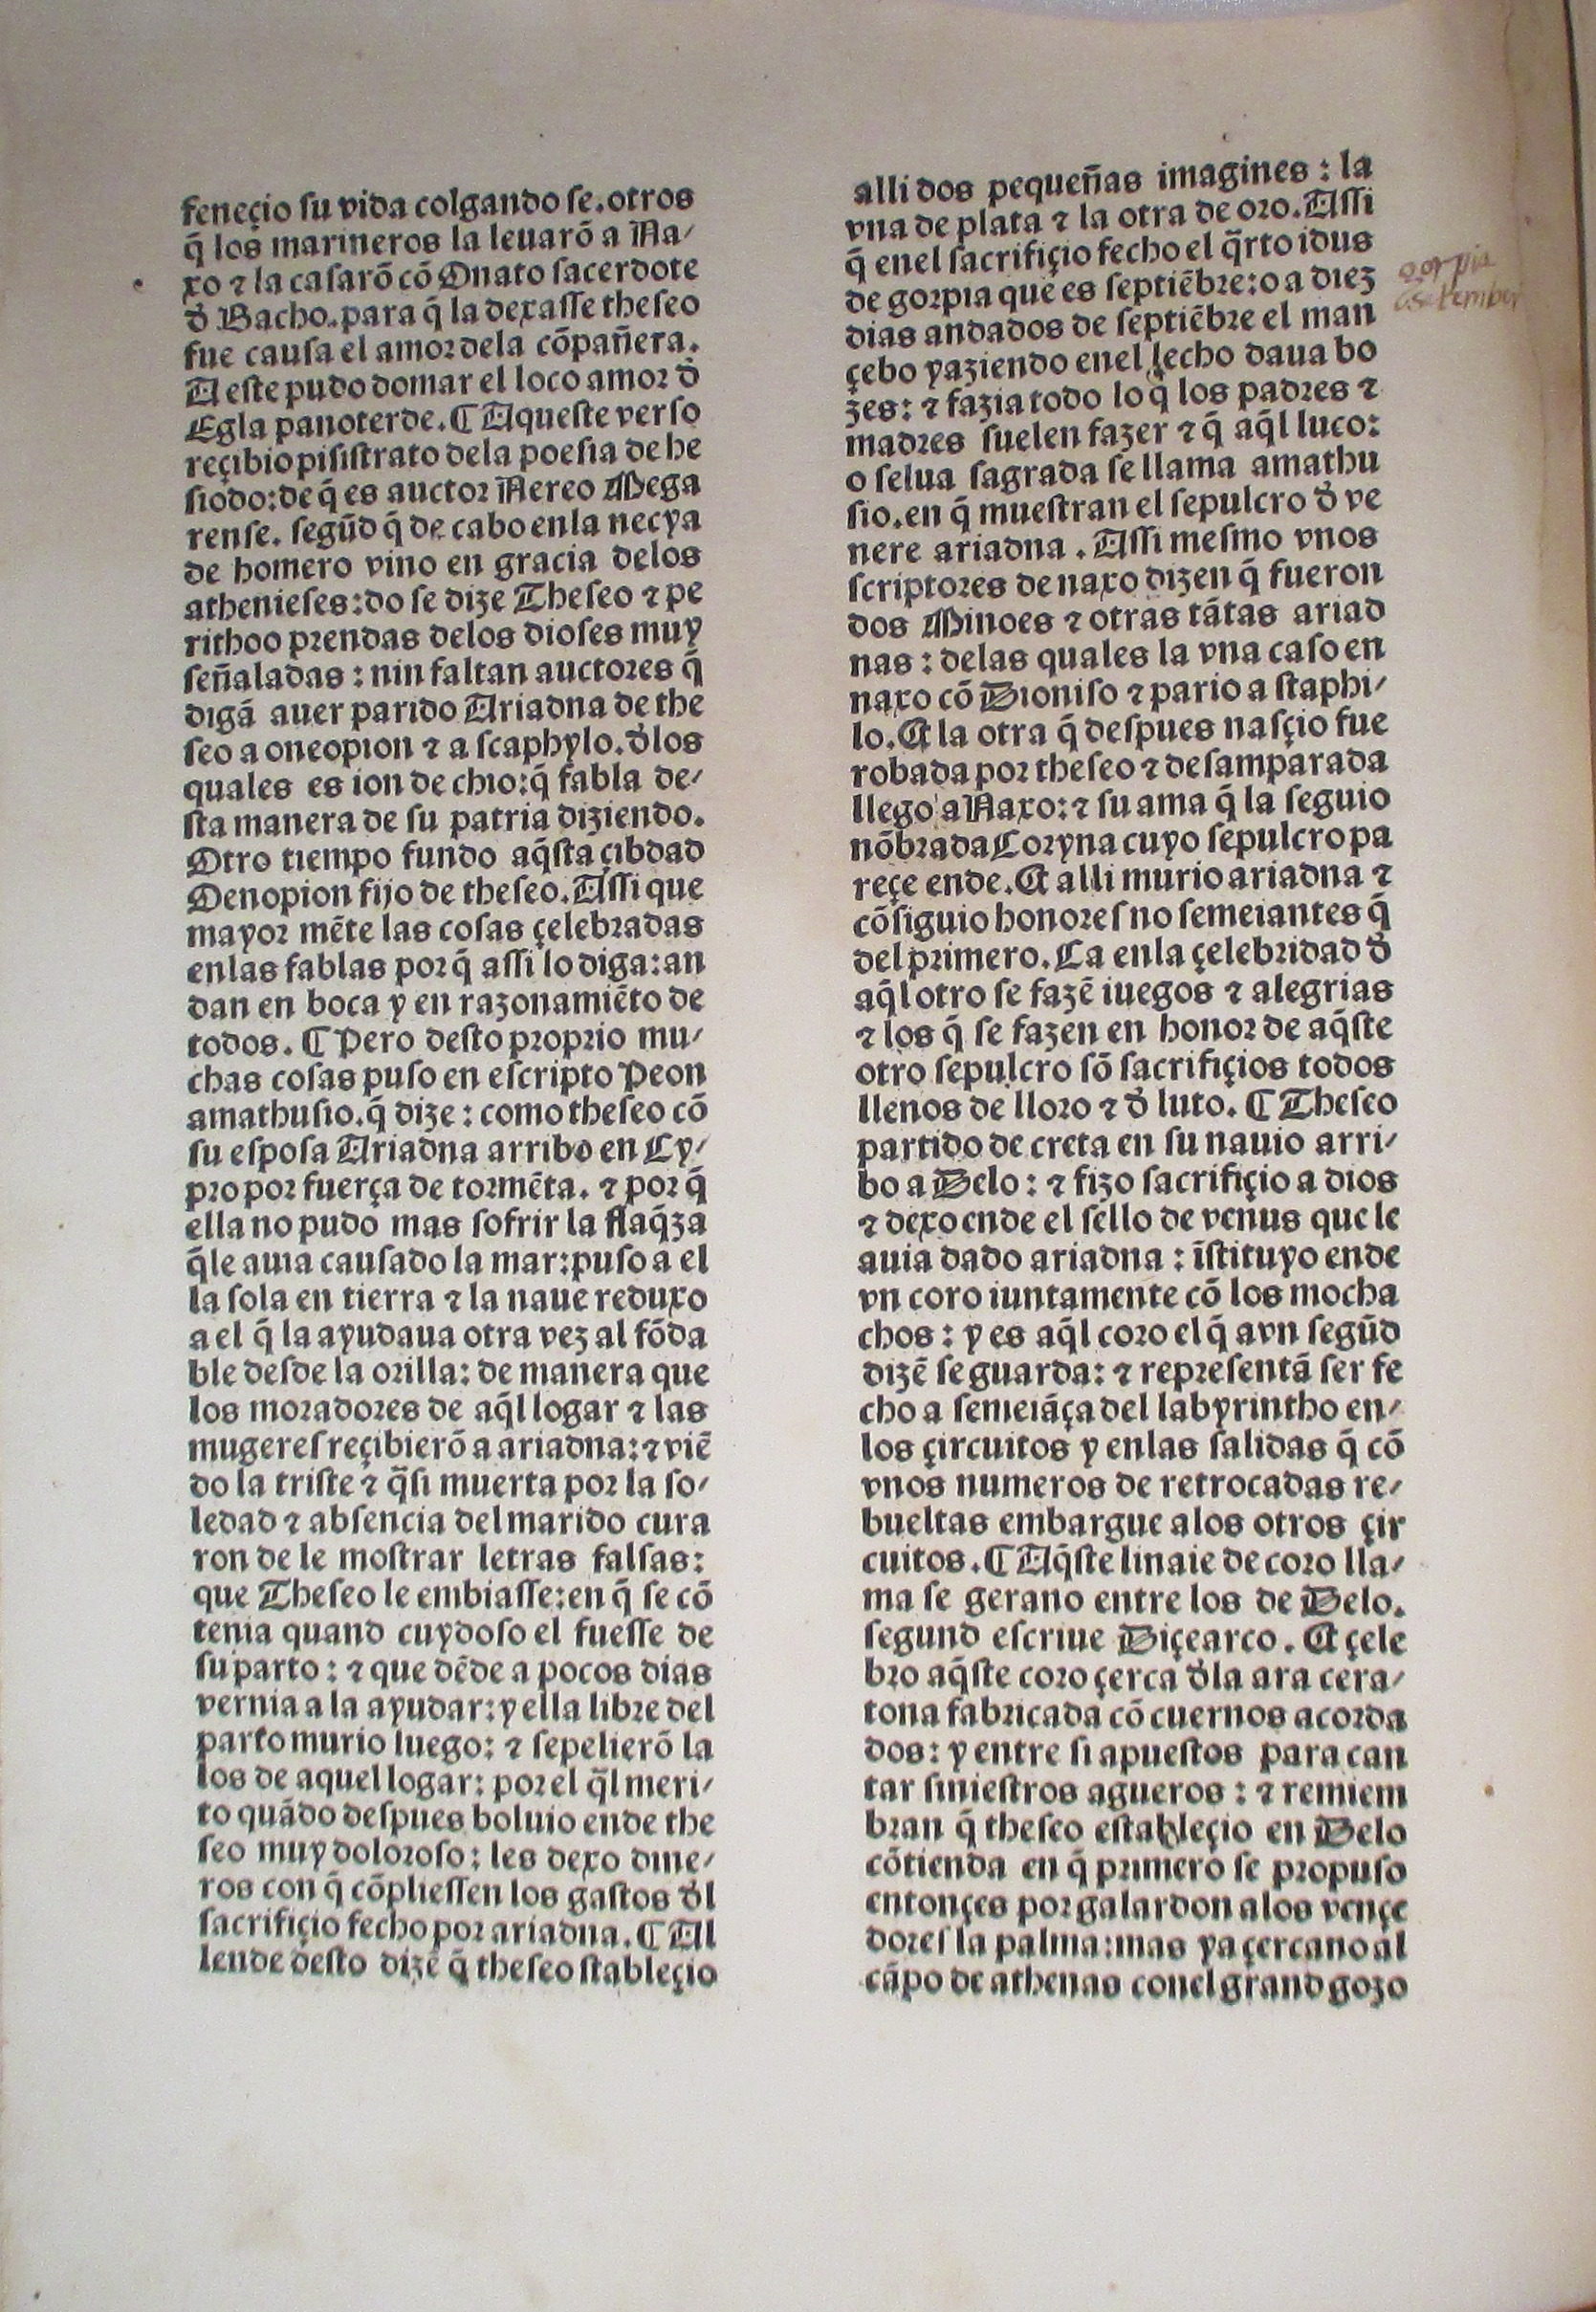 feneçio ſu vida colgando ſe.otros
q̃ los marineros la leuarõ a Na/
xo ⁊ la caſarõ cõ Onato ſacerdote
đ Bacho.para q̃ la dexaſſe theſeo
fue cauſa el amor dela cõpañera.
A eſte pudo domar el loco amor đ
Egla panoterde.¶ Aqueſte verſo
reçibio piſiſtrato dela poeſia de he
ſiodo:de q̃ es auctor Nereo Mega
renſe. ſegũd q̃ de cabo enla necya
de homero vino en gracia delos
athenieſes:do ſe dize Theſeo ⁊ pe
rithoo prendas delos dioſes muy
ſeñaladas : nin faltan auctores q̃
digã auer parido Ariadna de the
ſeo a oneopion ⁊ a ſcaphylo.đlos
quales es ion de chio:q̃ fabla de/
ſta manera de ſu patria diziendo.
Otro tiempo fundo aq̃ſta çibdad
Oenopion fijo de theſeo.Aſſi que
mayor mẽte las coſas çelebradas
enlas fablas por q̃ aſſi lo diga:an
dan en boca y en razonamiẽto de
todos. ¶ Pero deſto proprio mu/
chas coſas puſo en eſcripto Peon
amathuſio.q̃ dize : como theſeo cõ
ſu eſpoſa Ariadna arribo en Cy/
pro por fuerça de tormẽta. ⁊ por q̃
ella no pudo mas ſofrir la flaq̃za
q̃le auia cauſado la mar:puſo a el
la ſola en tierra ⁊ la naue reduxo
a el q̃ la ayudaua otra vez al fõda
ble deſde la orilla: de manera que
los moradores de aq̃l logar ⁊ las
mugereſ reçibierõ a ariadna:⁊ viẽ
do la triſte ⁊ q̃ſi muerta por la ſo/
ledad ⁊ abſencia del marido cura
ron de le moſtrar letras falſas:
que Theſeo le embiaſſe:en q̃ ſe cõ
tenia quand cuydoſo el fueſſe de
ſu parto : ⁊ que dẽde a pocos dias
vernia a la ayudar:y ella libre del
parto murio luego: ⁊ ſepelierõ la
los de aquel logar: por el q̃l meri/
to quãdo deſpues boluio ende the
ſeo muy doloroſo: les dexo dine/
ros con q̃ cõplieſſen los gaſtos đl
ſacrifiçio fecho por ariadna. ¶ Al
lende deſto dizẽ q̃ theſeo ſtableçio
alli dos pequeñas imagines : la
vna de plata ⁊ la otra de oro.Aſſi
q̃ enel ſacrifiçio fecho el q̃rto idus
de gorpia que es ſeptiẽbre:o a diez
dias andados de ſeptiẽbre el man
çebo yaziendo enel lecho daua bo
zes: ⁊ fazia todo lo q̃ los padres ⁊
madres ſuelen fazer ⁊ q̃ aq̃l luco:
o ſelua ſagrada ſe llama amathu
ſio.en q̃ mueſtran el ſepulcro đ ve
nere ariadna . Aſſi meſmo vnos
ſcriptores de naxo dizen q̃ fueron
dos Minoes ⁊ otras tãtas ariad
nas : delas quales la vna caſo en
naxo cõ Dioniſo ⁊ pario a ſtaphi/
lo. E la otra q̃ deſpues naſçio fue
robada por theſeo ⁊ deſamparada
llego a Naxo:⁊ ſu ama q̃ la ſeguio
nõbrada Coryna cuyo ſepulcro pa
reçe ende. E alli murio ariadna ⁊
cõſiguio honoreſ no ſemeiantes q̃
del primero. Ca enla çelebridad đ
aq̃l otro ſe fazẽ iuegos ⁊ alegrias
⁊ los q̃ ſe fazen en honor de aq̃ſte
otro ſepulcro ſõ ſacrifiçios todos
llenos de lloro ⁊ đ luto. ¶ Theſeo
partido de creta en ſu nauio arri/
bo a Delo : ⁊ fizo ſacrifiçio a dios
⁊ dexo ende el ſello de venus que le
auia dado ariadna : ĩſtituyo ende
vn coro iuntamente cõ los mocha
chos : y es aq̃l coro el q̃ avn ſegũd
dizẽ ſe guarda: ⁊ repreſentã ſer fe
cho a ſemeiãça del labyrintho en/
los çircuitos y enlas ſalidas q̃ cõ
vnos numeros de retrocadas re/
bueltas embargue alos otros çir
cuitos. ¶ Aq̃ſte linaie de coro lla/
ma ſe gerano entre los de Delo.
ſegund eſcriue Diçearco. E çele
bro aq̃ſte coro çerca đla ara cera/
tona fabricada cõ cuernos acorda
dos: y entre ſi apueſtos para can
tar ſinieſtros agueros : ⁊ remiem
bran q̃ theſeo eſtableçio en Delo
cõtienda en q̃ primero ſe propuſo
entonçes por galardon alos vençe
doreſ la palma:mas ya çercano al
cãpo de athenas conel grand gozo
gorpia
september